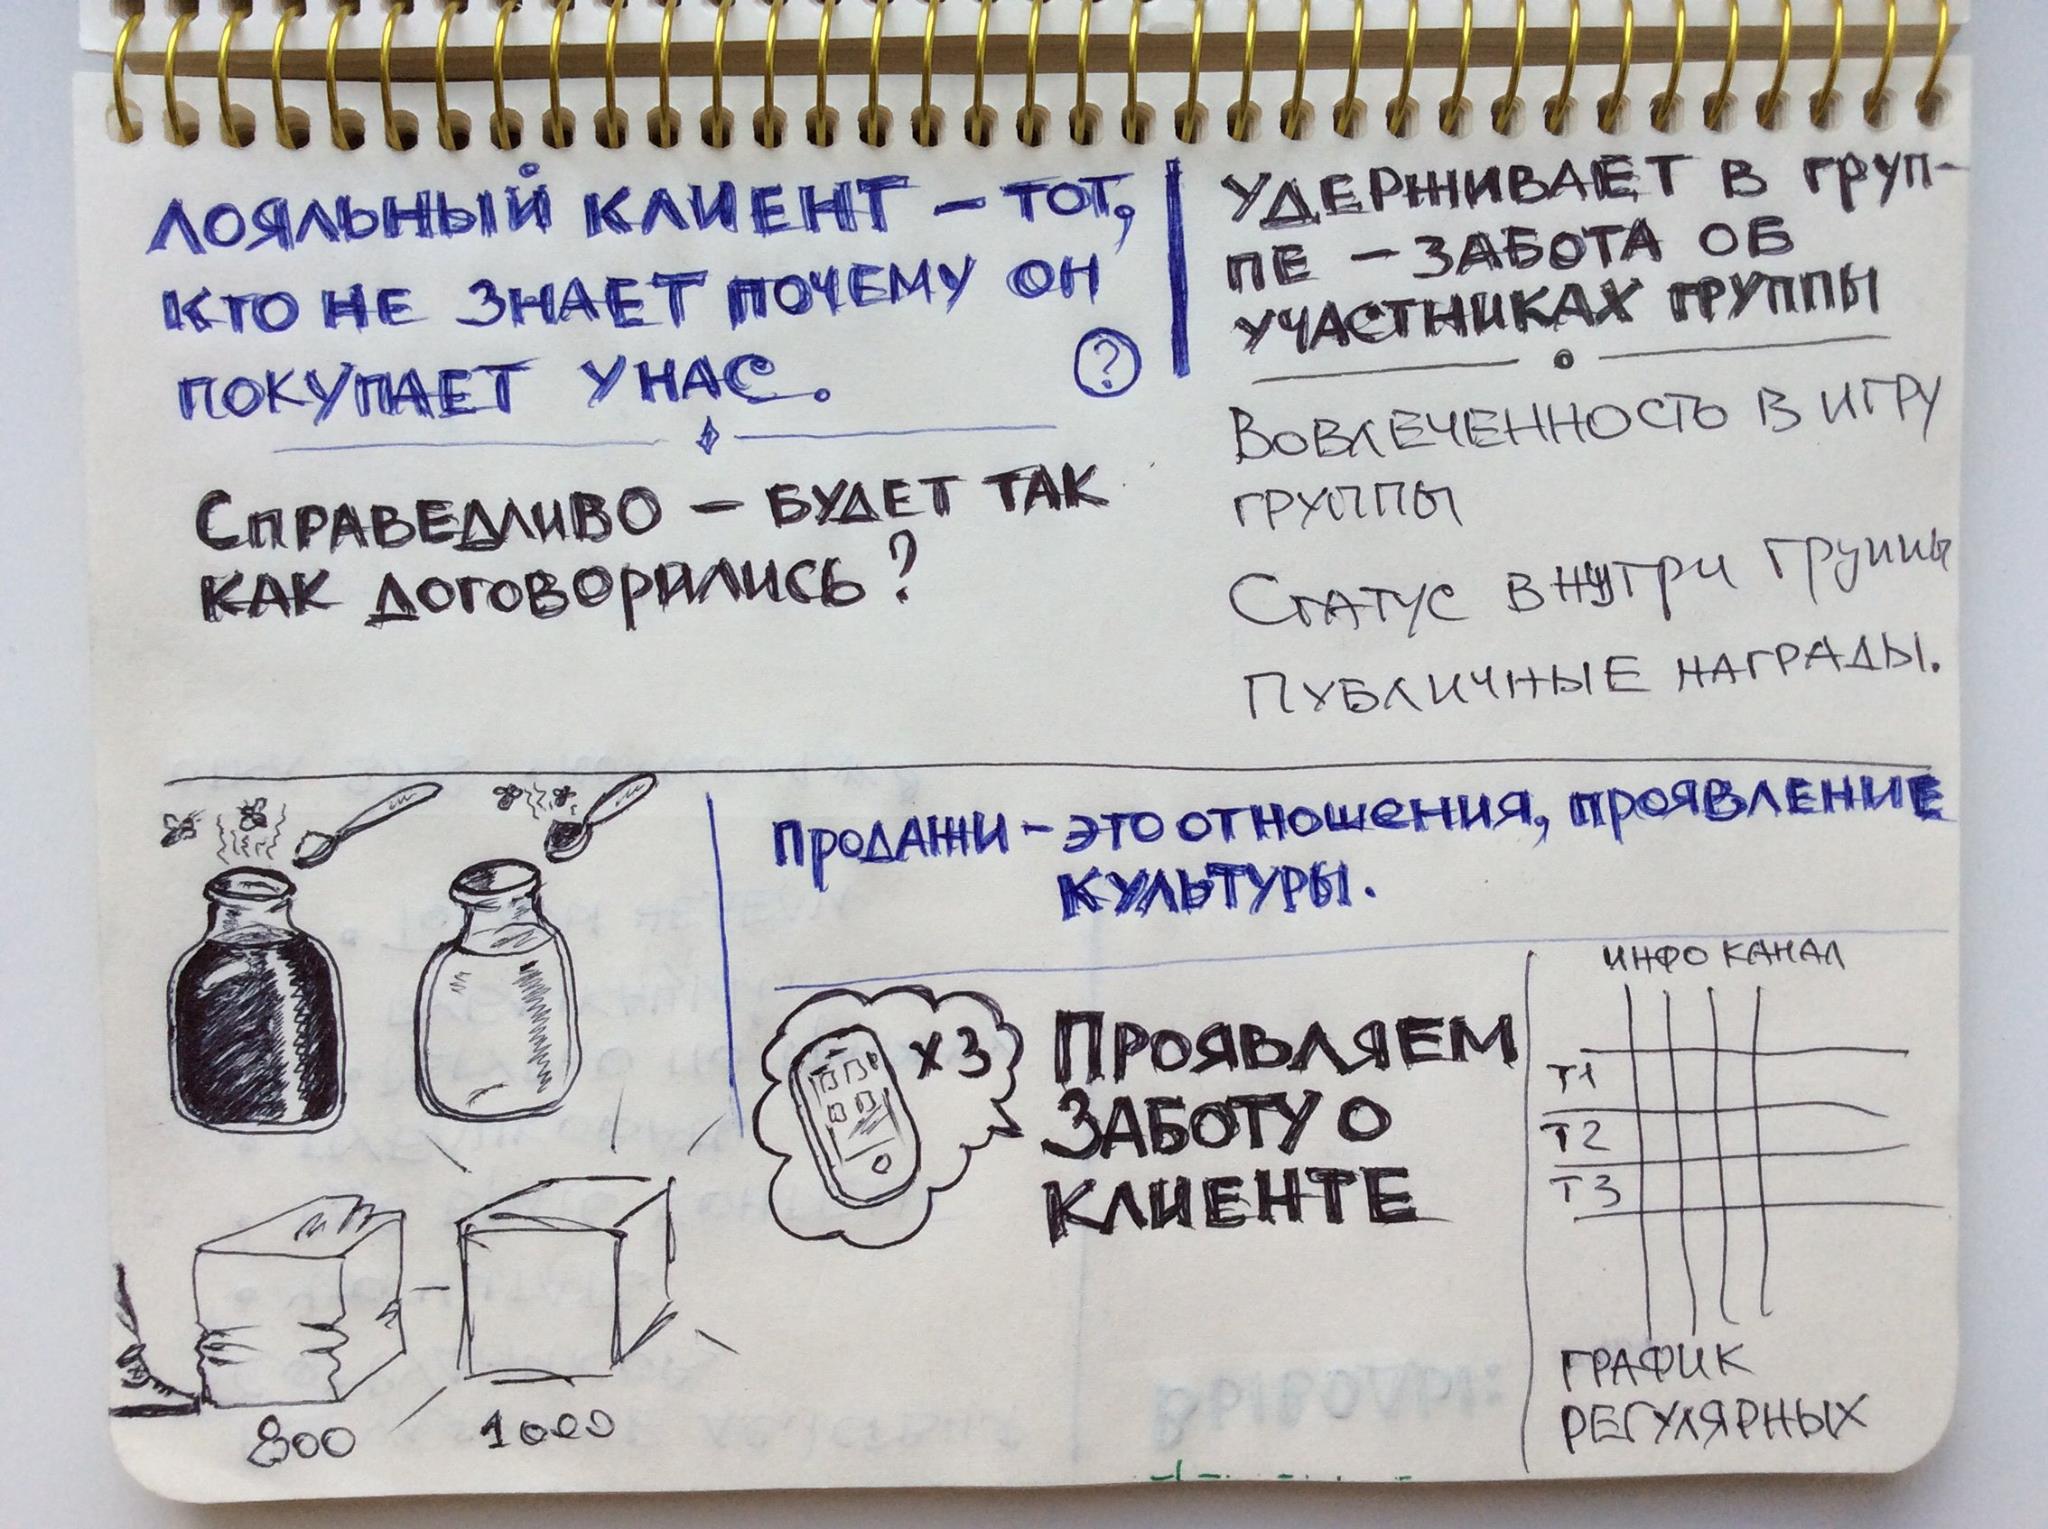 ЛОЯЛЬНЫЙ КЛИЕНТ – ТОТ,
КТО НЕ ЗНАЕТ ПОЧЕМУ ОН
ПОКУПАЕТ У НАС.
?
СПРАВЕДЛИВО – БУДЕТ ТАК
КАК ДОГОВОРИЛИСЬ?
УДЕРЖИВАЕТ В ГРУП-
ПЕ – ЗАБОТА ОБ
УЧАСТНИКАХ ГРУППЫ
ВОВЛЕЧЕННОСТЬ В ИГРУ
ГРУППЫ
СТАТУС ВНУТРИ ГРУППЫ
ПУБЛИЧНЫЕ НАГРАДЫ.
ПРОДАЖИ – ЭТО ОТНОШЕНИЯ, ПРОЯВЛЕНИЕ
КУЛЬТУРЫ.
X3
ПРОЯВЛЯЕМ
ЗАБОТУ О
КЛИЕНТЕ
ИНФО КАНАЛ
Т1
Т2
Т3
ГРАФИК
РЕГУЛЯРНЫХ
800
1000